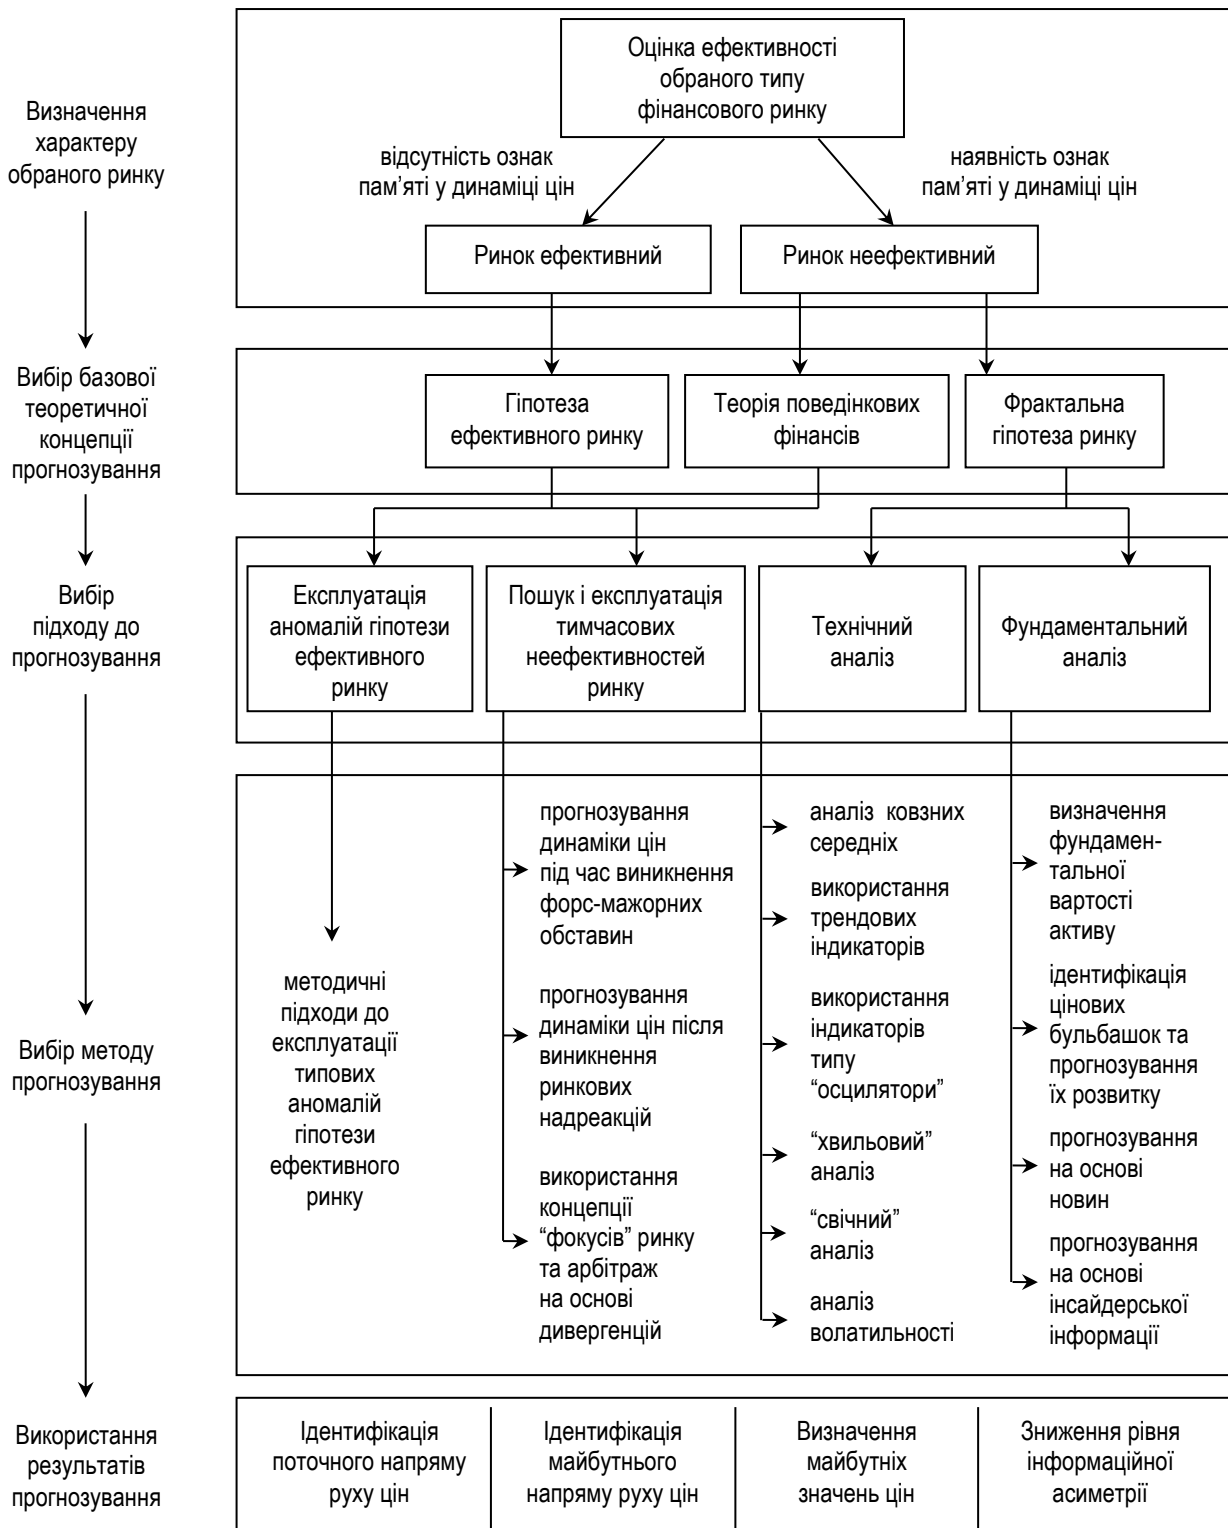 Визначення
характеру
обраного ринку
Оцінка ефективності
обраного типу
фінансового ринку
відсутність ознак
пам’яті у динаміці цін
наявність ознак
пам’яті у динаміці цін
Ринок ефективний
Ринок неефективний
Вибір базової
теоретичної
концепції
прогнозування
Гіпотеза
ефективного ринку
Теорія поведінкових
фінансів
Фрактальна
гіпотеза ринку
Вибір
підходу до
прогнозування
Експлуатація
аномалій гіпотези
ефективного
ринку
Пошук і експлуатація
тимчасових
неефективностей
ринку
Технічний
аналіз
Фундаментальний
аналіз
Вибір методу
прогнозування
методичні
підходи до
експлуатації
типових
аномалій
гіпотези
ефективного
ринку
прогнозування
динаміки цін
під час виникнення
форс-мажорних
обставин
прогнозування
динаміки цін після
виникнення
ринкових
надреакцій
використання
концепції
“фокусів” ринку
та арбітраж
на основі
дивергенцій
аналіз ковзних
середніх
використання
трендових
індикаторів
використання
індикаторів
типу
“осцилятори”
“хвильовий”
аналіз
“свічний”
аналіз
аналіз
волатильності
визначення
фундамен-
тальної
вартості
активу
ідентифікація
цінових
бульбашок та
прогнозування
їх розвитку
прогнозування
на основі
новин
прогнозування
на основі
інсайдерської
інформації
Використання
результатів
прогнозування
Ідентифікація
поточного напряму
руху цін
Ідентифікація
майбутнього
напряму руху цін
Визначення
майбутніх
значень цін
Зниження рівня
інформаційної
асиметрії